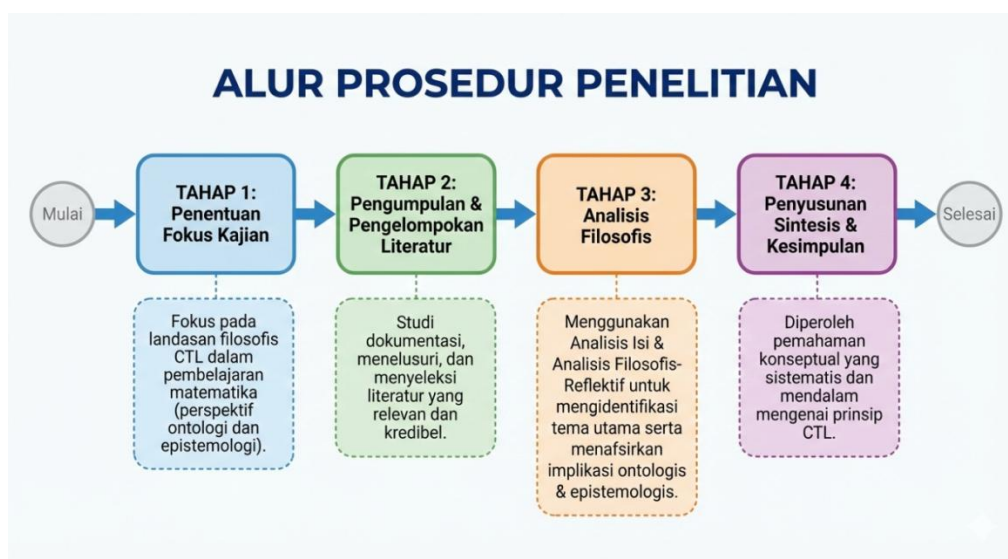 ALUR PROSEDUR PENELITIAN
Mulai
TAHAP 1:
Penentuan
Fokus Kajian
TAHAP 2:
Pengumpulan &
Pengelompokan
Literatur
TAHAP 3:
Analisis
Filosofis
TAHAP 4:
Penyusunan
Sintesis &
Kesimpulan
Selesai
Fokus pada
landasan filosofis
CTL dalam
pembelajaran
matematika
(perspektif
ontologi dan
epistemologi).
Studi
dokumentasi,
menelusuri, dan
menyeleksi
literatur yang
relevan dan
kredibel.
Menggunakan
Analisis Isi &
Analisis Filosofis-
Reflektif untuk
mengidentifikasi
tema utama serta
menafsirkan
implikasi ontologis
& epistemologis.
Diperoleh
pemahaman
konseptual yang
sistematis dan
mendalam
mengenai prinsip
CTL.